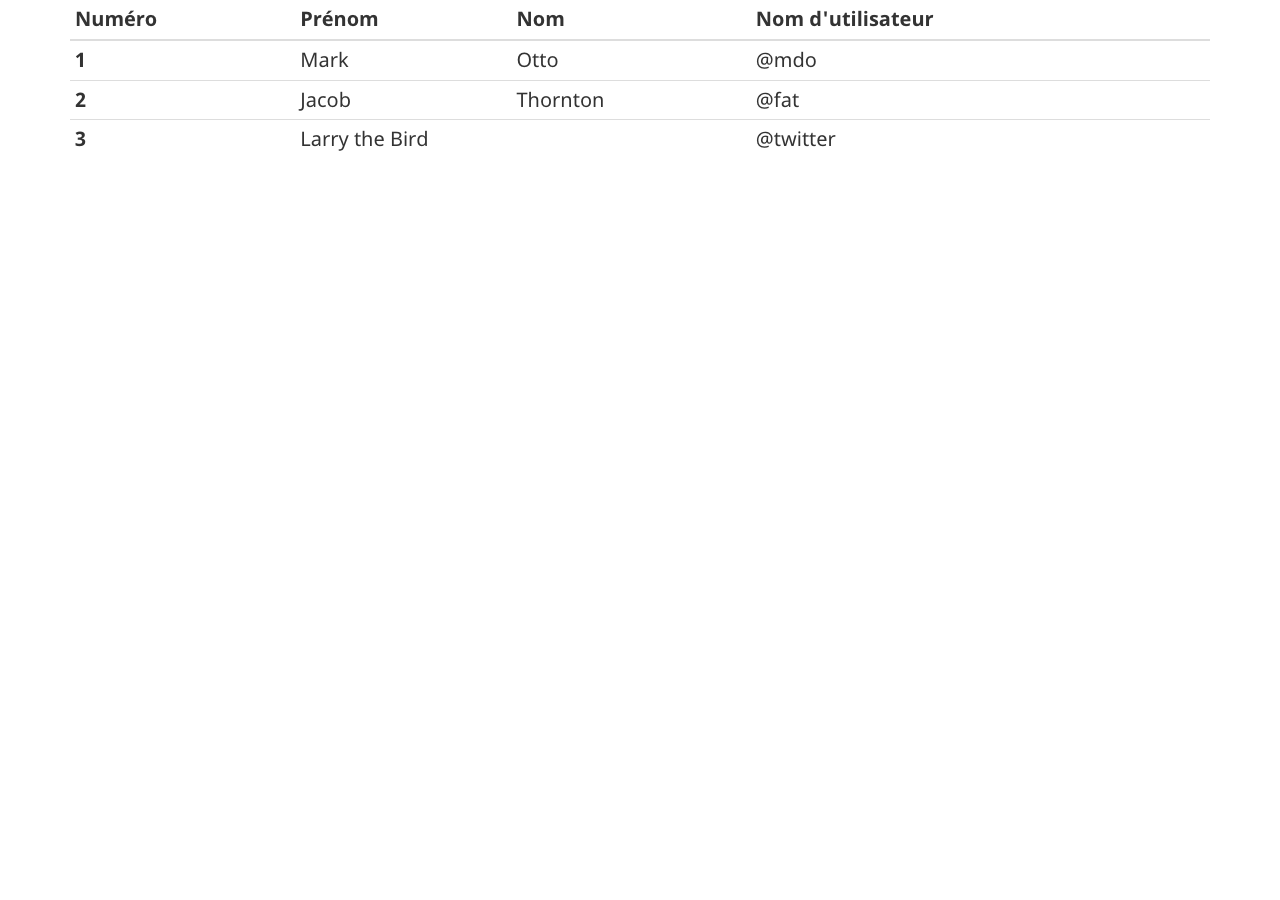 Numéro Prénom Nom Nom d'utilisateur
1 Mark Otto @mdo
2 Jacob Thornton @fat
3 Larry the Bird @twitter